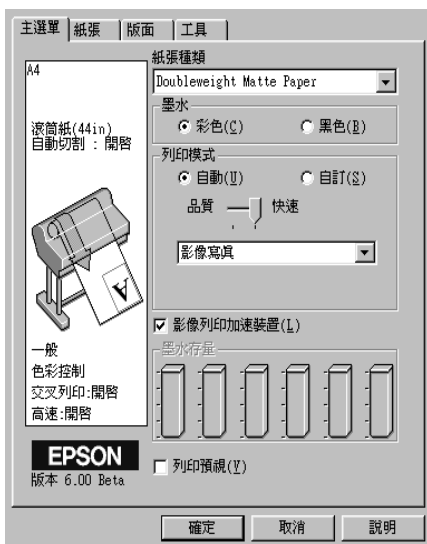 主選單 紙張 版面 工具
A4
滾筒紙(44in)
自動切割 : 開啓
A
一般
色彩控制
交叉列印:開啓
高速:開啓
EPSON
版本 6.00 Beta
紙張種類
Doubleweight Matte Paper
墨水
彩色(C) 黑色(B)
列印模式
自動(U) 自訂(S)
品質 快速
影像寫真
影像列印加速裝置(L)
墨水存量
列印預視(V)
確定 取消 説明